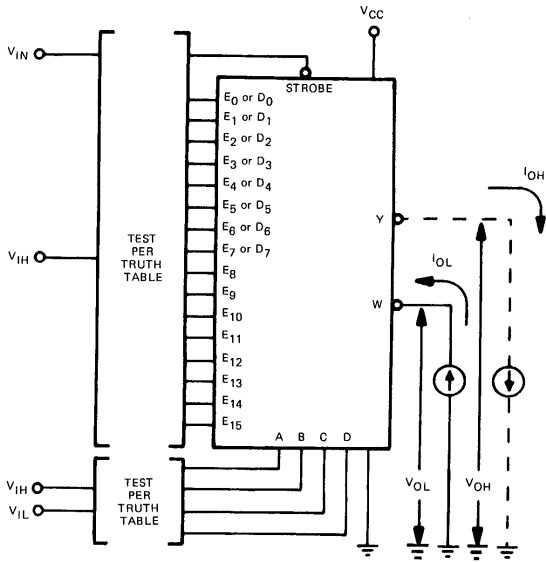 VCC
VIN
STROBE
E0 or D0
E1 or D1
E2 or D2
E3 or D3
E4 or D4
E5 or D5
E6 or D6
E7 or D7
E8
E9
E10
E11
E12
E13
E14
E15
TEST
PER
TRUTH
TABLE
VIH
Y
W
IOH
IOL
A B C D
VOL
VOH
VIH
VIL
TEST
PER
TRUTH
TABLE